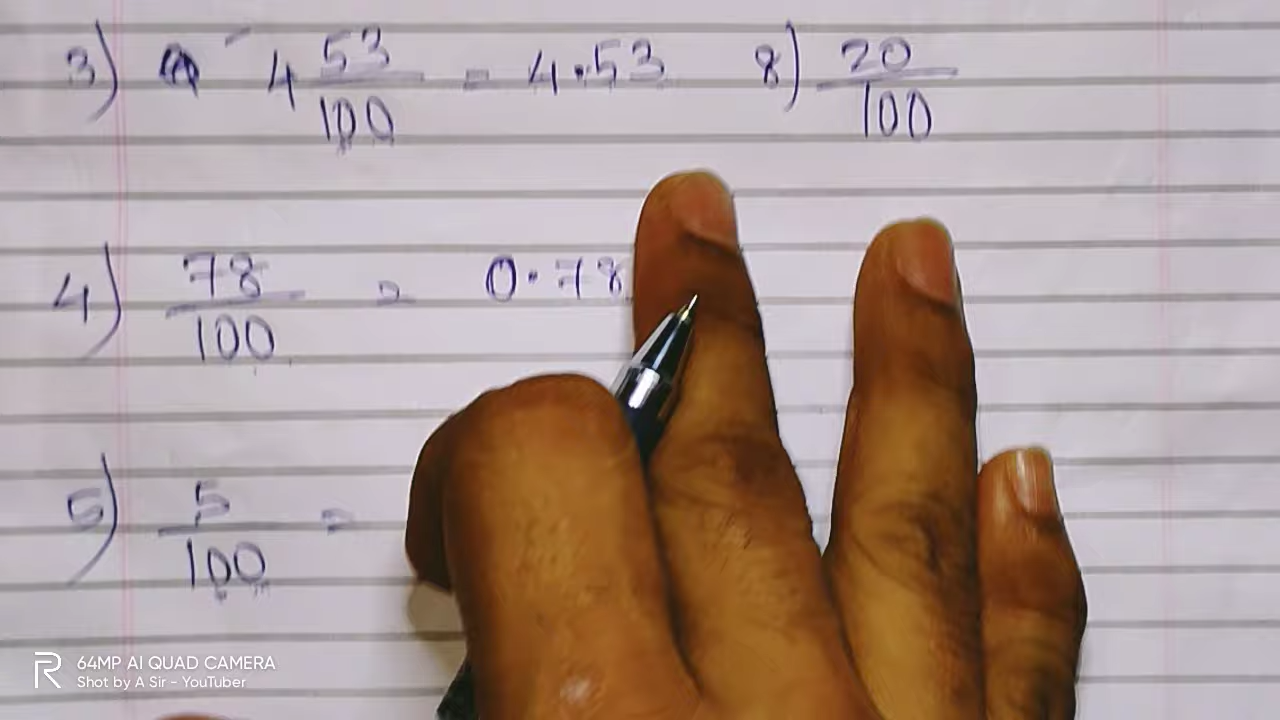 3) 4 53/100 = 4.53
8) 20/100
4) 78/100 = 0.78
5) 5/100 =
64MP AI QUAD CAMERA
Shot by A Sir - YouTuber